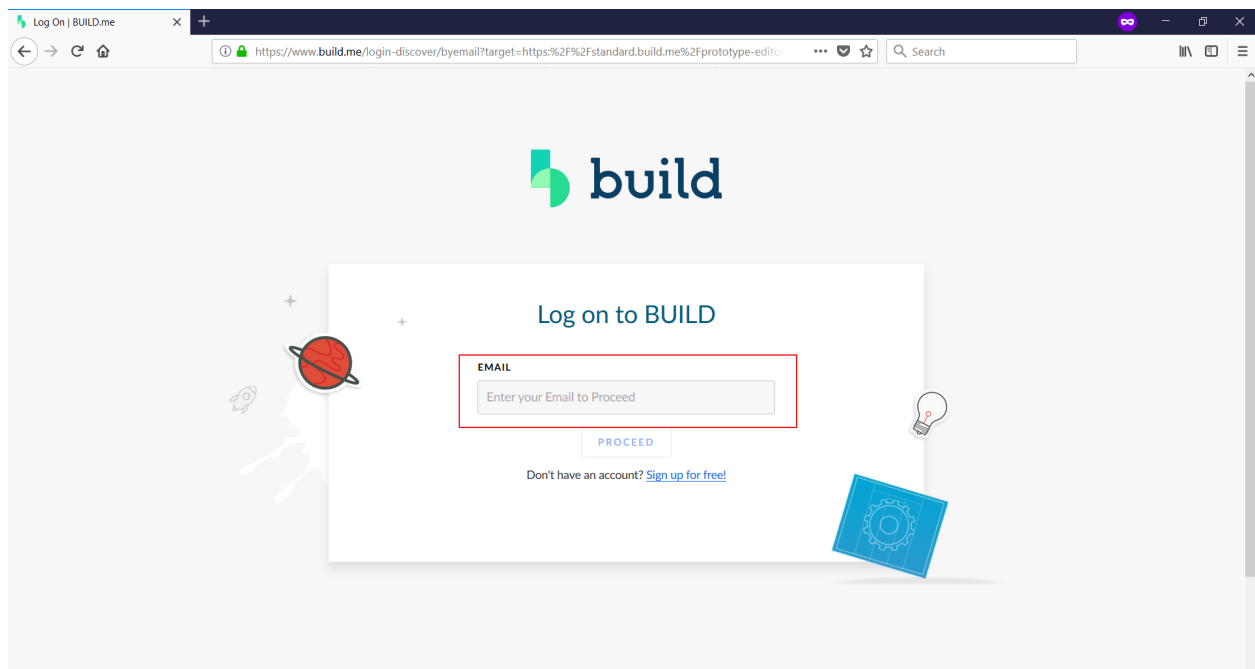 Log On | BUILD.me
https://www.build.me/login-discover/byemail?target=https:%2F%2Fstandard.build.me%2Fprototype-editor
Search
build
Log on to BUILD
EMAIL
Enter your Email to Proceed
PROCEED
Don't have an account? Sign up for free!